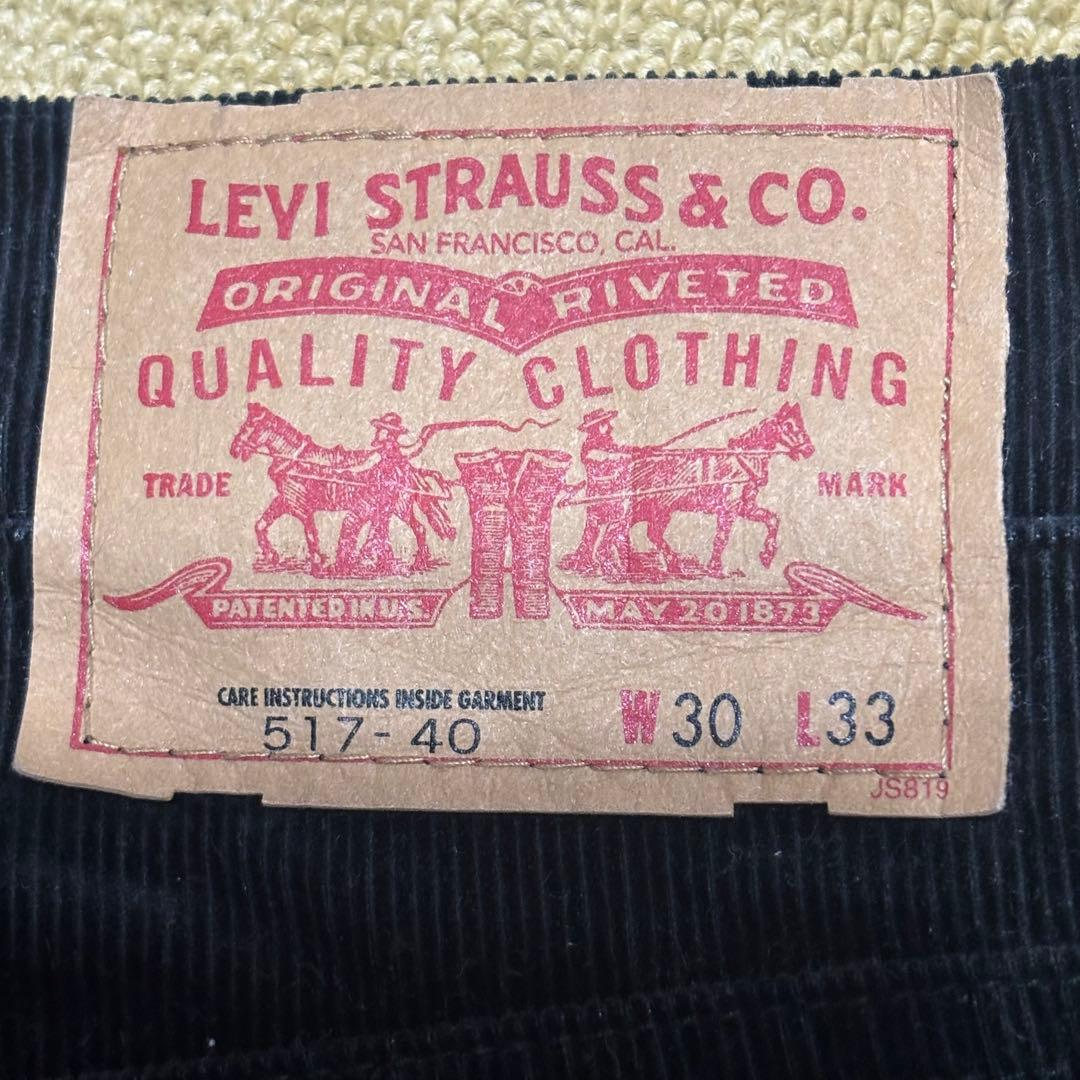 LEVI STRAUSS & CO.
SAN FRANCISCO, CAL.
ORIGINAL RIVETED
QUALITY CLOTHING
TRADE MARK
PATENTED IN U.S. MAY 20 1873
CARE INSTRUCTIONS INSIDE GARMENT
517-40 W30 L33
JS819